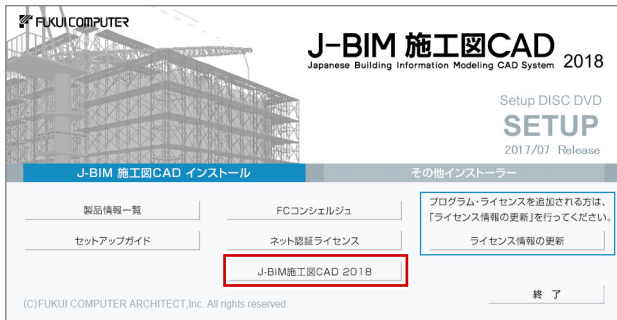 FUKUI COMPUTER
J-BIM 施工図CAD 2018
Japanese Building Information Modeling CAD System
Setup DISC DVD
SETUP
2017/07 Release
J-BIM 施工図CAD インストール
その他インストーラー
製品情報一覧
FCコンシェルジュ
プログラム・ライセンスを追加される方は、
「ライセンス情報の更新」を行ってください。
セットアップガイド
ネット認証ライセンス
ライセンス情報の更新
J-BIM施工図CAD 2018
終 了
(C)FUKUI COMPUTER ARCHITECT,Inc. All rights reserved.